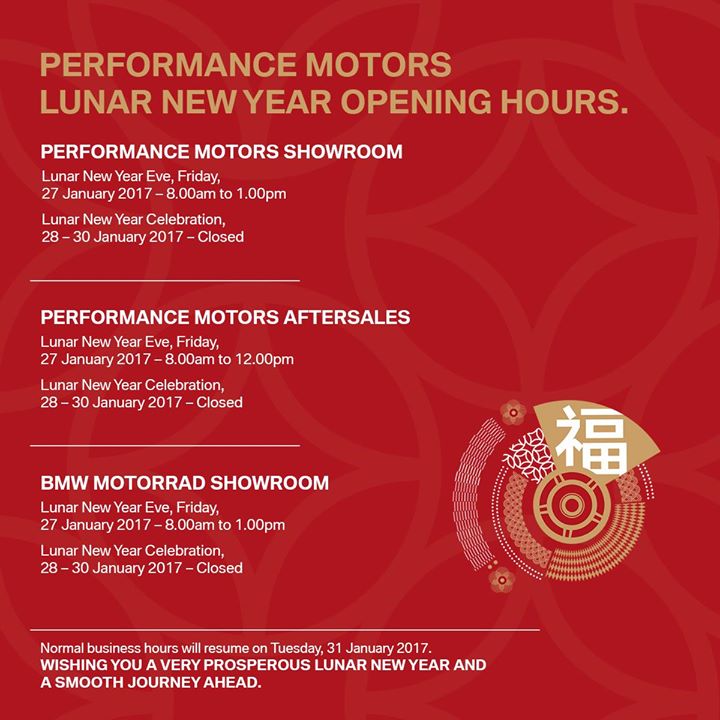 PERFORMANCE MOTORS
LUNAR NEW YEAR OPENING HOURS.
PERFORMANCE MOTORS SHOWROOM
Lunar New Year Eve, Friday,
27 January 2017 – 8.00am to 1.00pm
Lunar New Year Celebration,
28 – 30 January 2017 – Closed
PERFORMANCE MOTORS AFTERSALES
Lunar New Year Eve, Friday,
27 January 2017 – 8.00am to 12.00pm
Lunar New Year Celebration,
28 – 30 January 2017 – Closed
福
BMW MOTORRAD SHOWROOM
Lunar New Year Eve, Friday,
27 January 2017 – 8.00am to 1.00pm
Lunar New Year Celebration,
28 – 30 January 2017 – Closed
Normal business hours will resume on Tuesday, 31 January 2017.
WISHING YOU A VERY PROSPEROUS LUNAR NEW YEAR AND
A SMOOTH JOURNEY AHEAD.